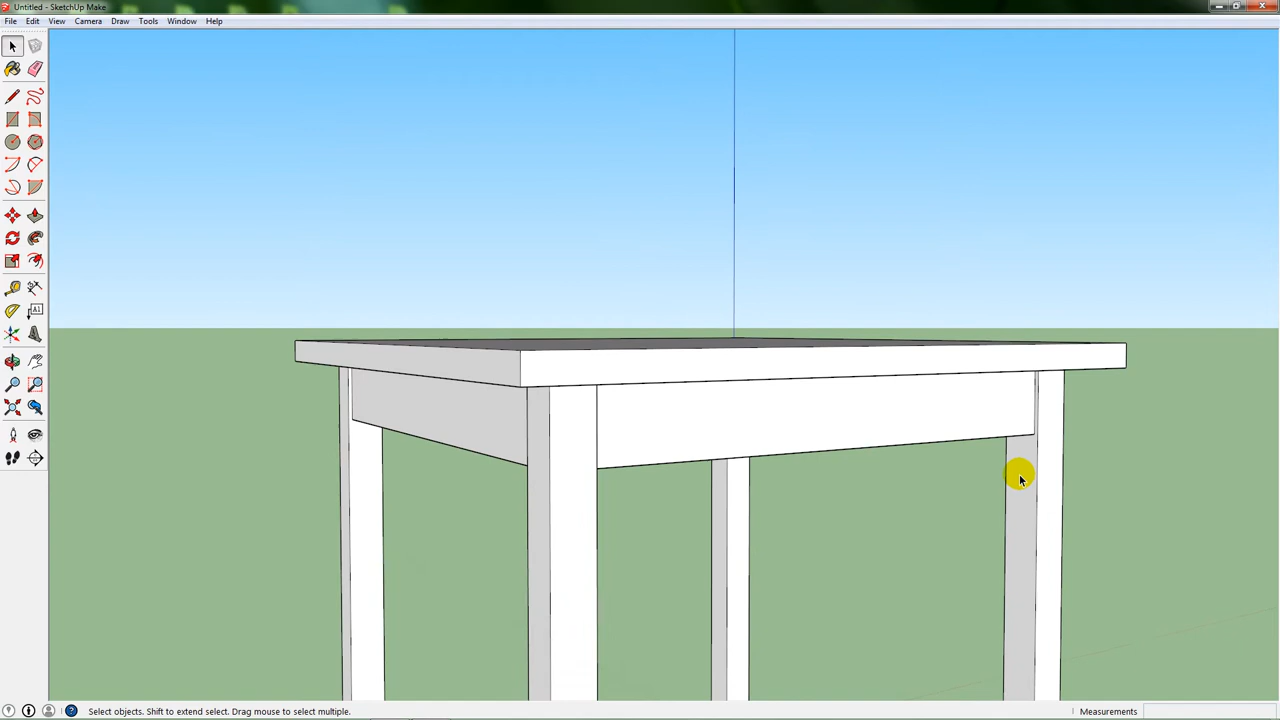 Untitled - SketchUp Make
File Edit View Camera Draw Tools Window Help
A1
Select objects. Shift to extend select. Drag mouse to select multiple.
Measurements